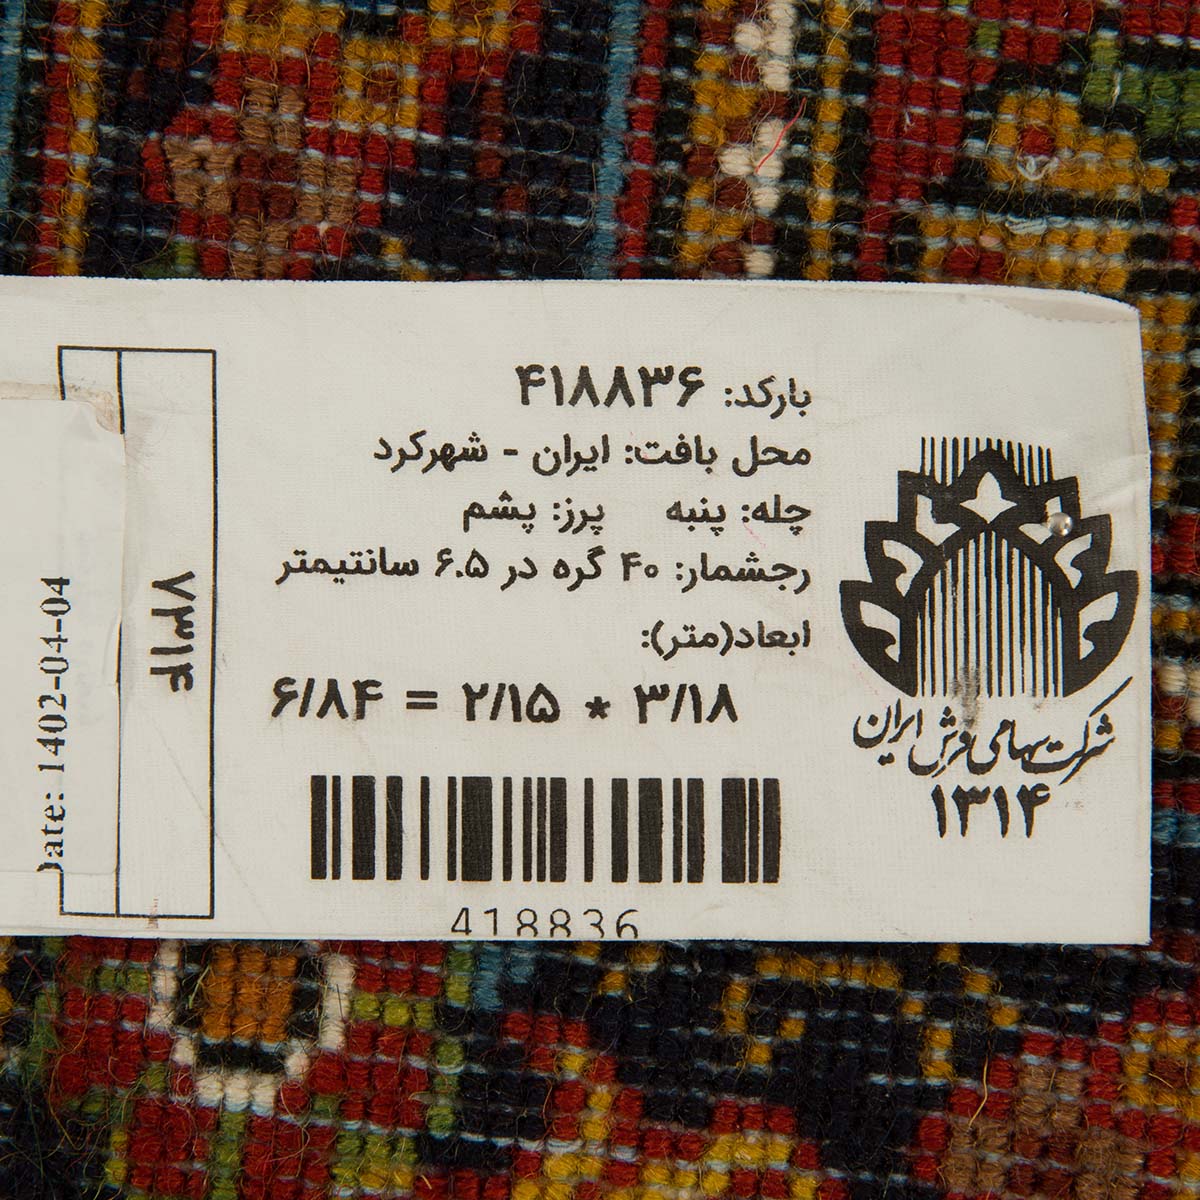 بارکد: ۴۱۸۸۳۶
محل بافت: ایران - شهرکرد
چله: پنبه پرز: پشم
رجشمار: ۴۰ گره در ۶.۵ سانتیمتر
ابعاد(متر):
۳/۱۸ * ۲/۱۵ = ۶/۸۴
418836
شرکت سهامی فرش ایران
۱۳۱۴
۷۳۱۴
Date: 1402-04-04